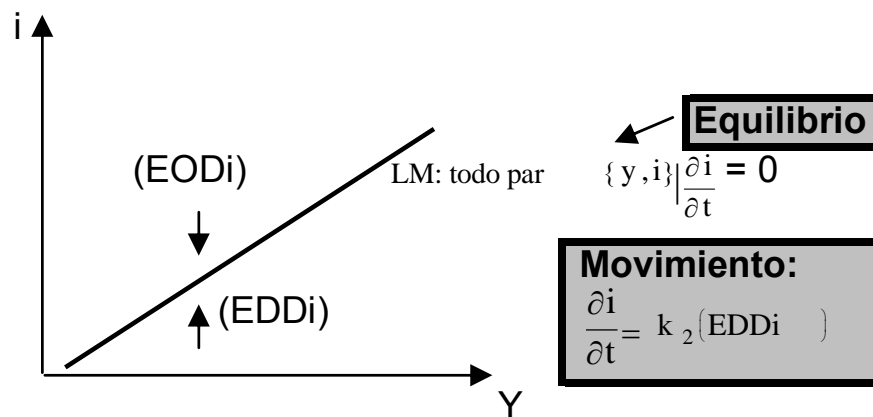 i
Equilibrio
(EODi)
LM: todo par {y,i}|∂i/∂t = 0
(EDDi)
Movimiento:
∂i/∂t = k₂(EDDi )
Y